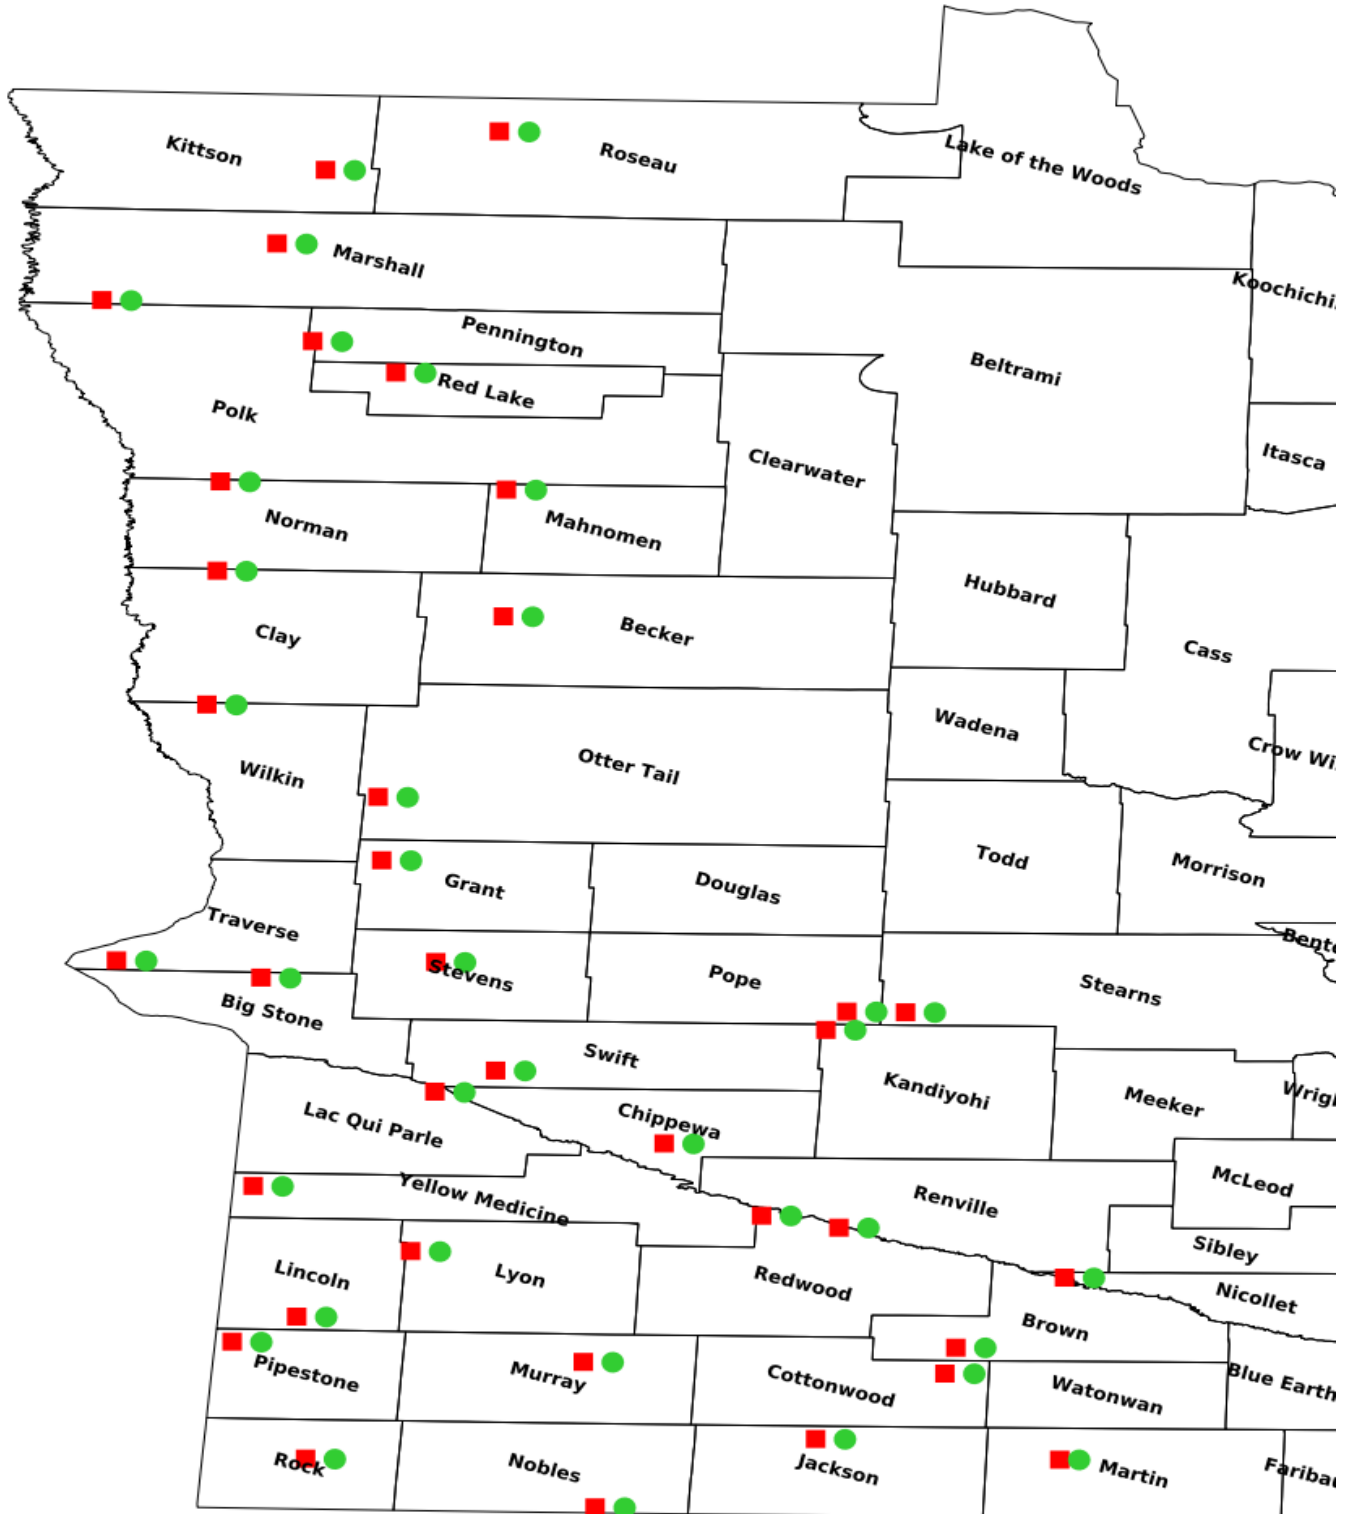 Kittson
Roseau
Lake of the Woods
Marshall
Koochichi
Pennington
Red Lake
Beltrami
Polk
Clearwater
Itasca
Norman
Mahnomen
Hubbard
Clay
Becker
Cass
Wadena
Crow Wi
Wilkin
Otter Tail
Todd
Morrison
Grant
Douglas
Traverse
Stevens
Pope
Stearns
Big Stone
Swift
Kandiyohi
Meeker
Lac Qui Parle
Chippewa
McLeod
Yellow Medicine
Renville
Sibley
Lincoln
Lyon
Redwood
Nicollet
Brown
Pipestone
Murray
Cottonwood
Watonwan
Blue Earth
Rock
Nobles
Jackson
Martin